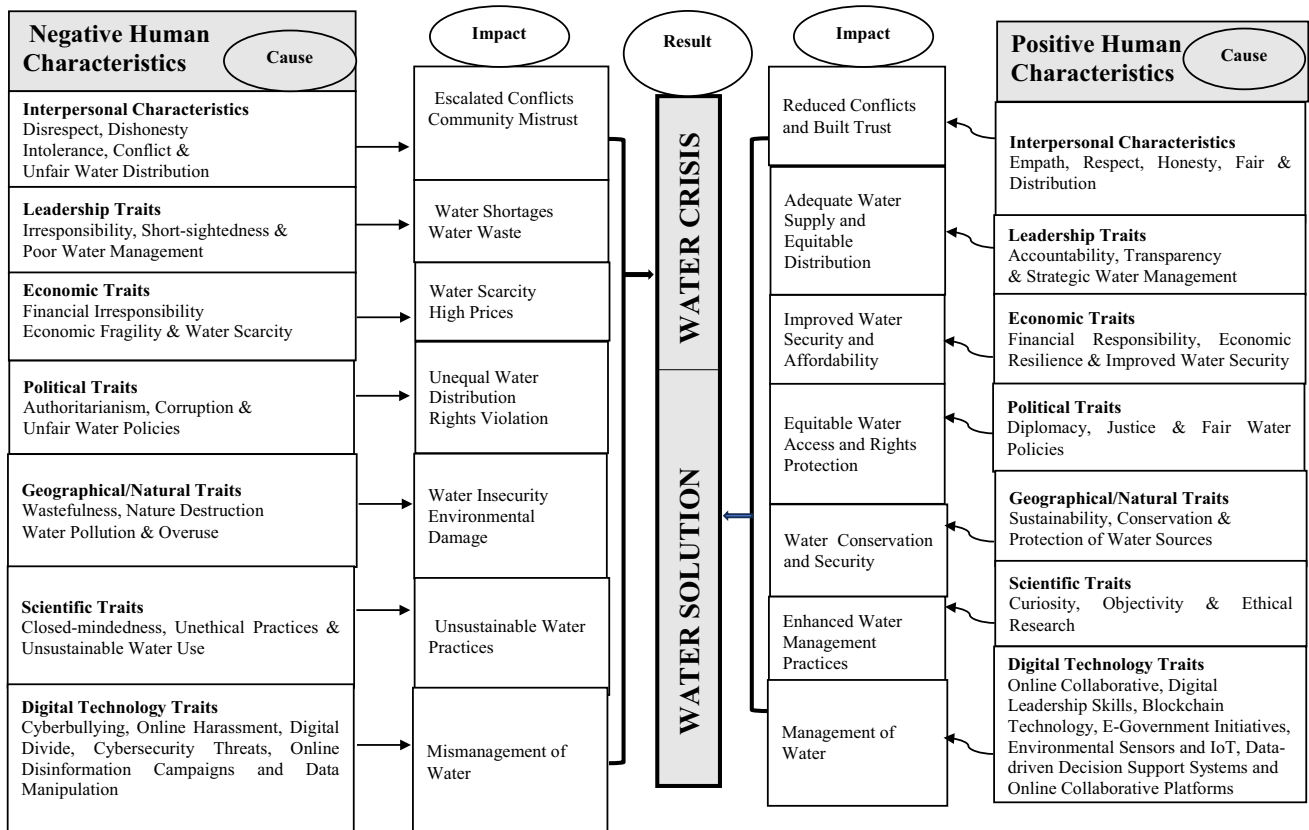 Negative Human
Characteristics
Cause
Interpersonal Characteristics
Disrespect, Dishonesty
Intolerance, Conflict &
Unfair Water Distribution
Leadership Traits
Irresponsibility, Short-sightedness &
Poor Water Management
Economic Traits
Financial Irresponsibility
Economic Fragility & Water Scarcity
Political Traits
Authoritarianism, Corruption &
Unfair Water Policies
Geographical/Natural Traits
Wastefulness, Nature Destruction
Water Pollution & Overuse
Scientific Traits
Closed-mindedness, Unethical Practices &
Unsustainable Water Use
Digital Technology Traits
Cyberbullying, Online Harassment, Digital
Divide, Cybersecurity Threats, Online
Disinformation Campaigns and Data
Manipulation
Impact
Escalated Conflicts
Community Mistrust
Water Shortages
Water Waste
Water Scarcity
High Prices
Unequal Water
Distribution
Rights Violation
Water Insecurity
Environmental
Damage
Unsustainable Water
Practices
Mismanagement of
Water
Result
WATER CRISIS
WATER SOLUTION
Impact
Reduced Conflicts
and Built Trust
Adequate Water
Supply and
Equitable
Distribution
Improved Water
Security and
Affordability
Equitable Water
Access and Rights
Protection
Water Conservation
and Security
Enhanced Water
Management
Practices
Management of
Water
Positive Human
Characteristics
Cause
Interpersonal Characteristics
Empath, Respect, Honesty, Fair &
Distribution
Leadership Traits
Accountability, Transparency
& Strategic Water Management
Economic Traits
Financial Responsibility, Economic
Resilience & Improved Water Security
Political Traits
Diplomacy, Justice & Fair Water
Policies
Geographical/Natural Traits
Sustainability, Conservation &
Protection of Water Sources
Scientific Traits
Curiosity, Objectivity & Ethical
Research
Digital Technology Traits
Online Collaborative, Digital
Leadership Skills, Blockchain
Technology, E-Government Initiatives,
Environmental Sensors and IoT, Data-
driven Decision Support Systems and
Online Collaborative Platforms